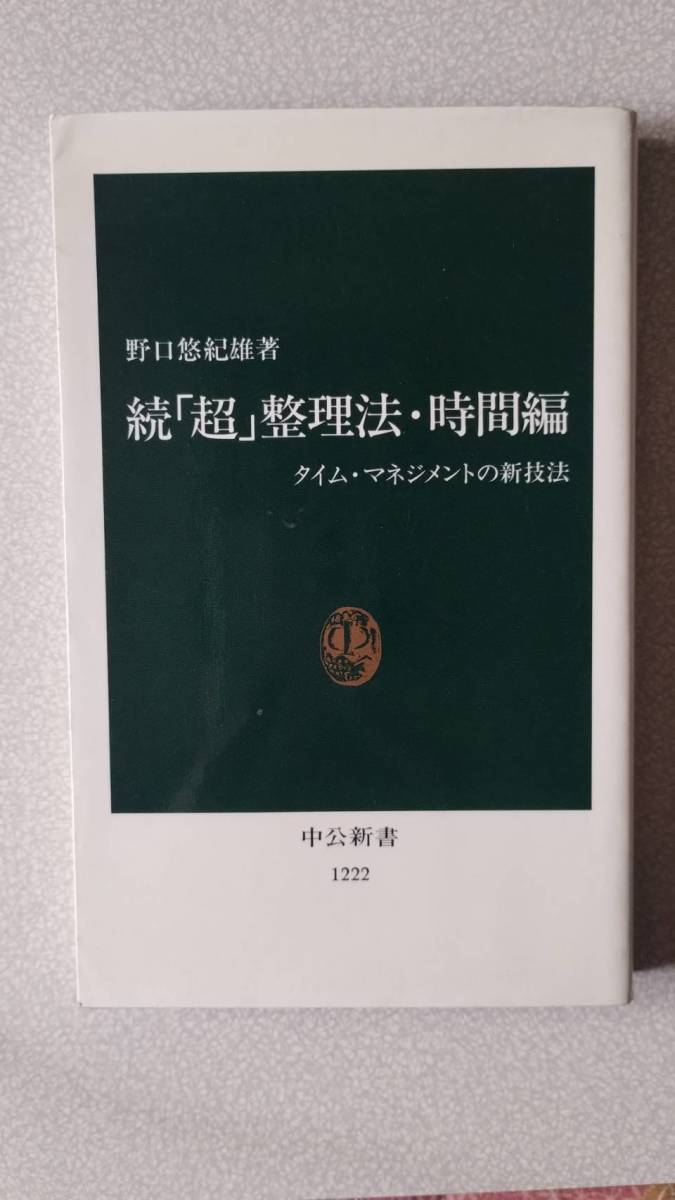 野口悠紀雄著
続「超」整理法・時間編
タイム・マネジメントの新技法
中公新書
1222